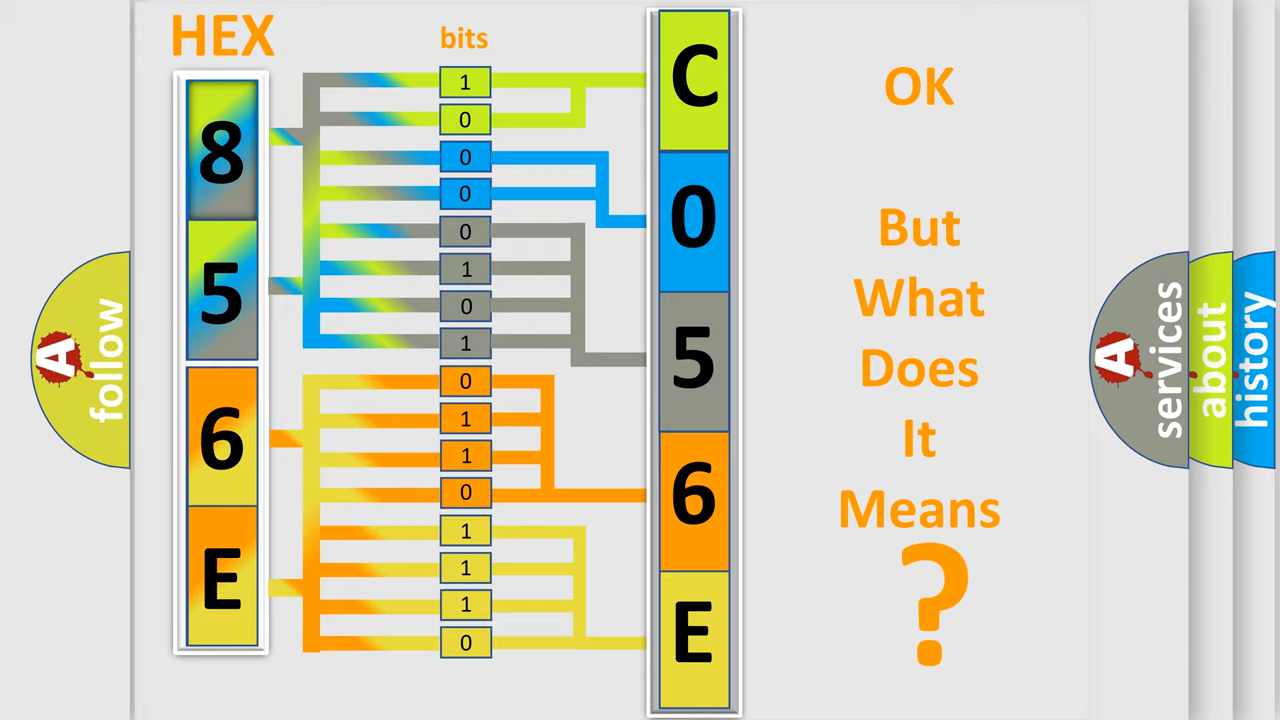 HEX
bits
8
5
6
E
1
0
0
0
0
1
0
1
0
1
1
0
1
1
1
0
C
0
5
6
E
OK
But
What
Does
It
Means
?
A
follow
A
services
about
history